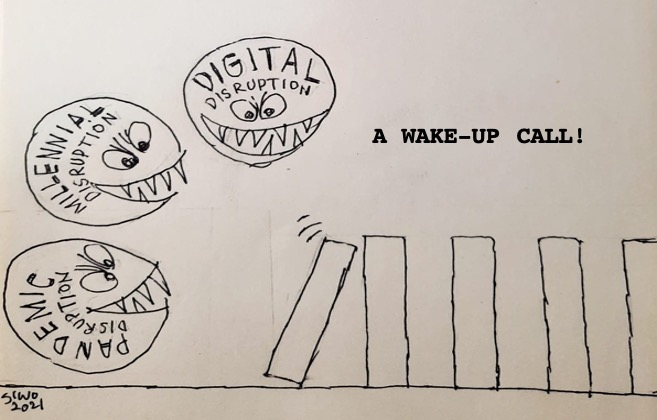 DIGITAL
DISRUPTION
A WAKE-UP CALL!
MILLENNIAL
DISRUPTION
PANDEMIC
DISRUPTION
SIWO
2021